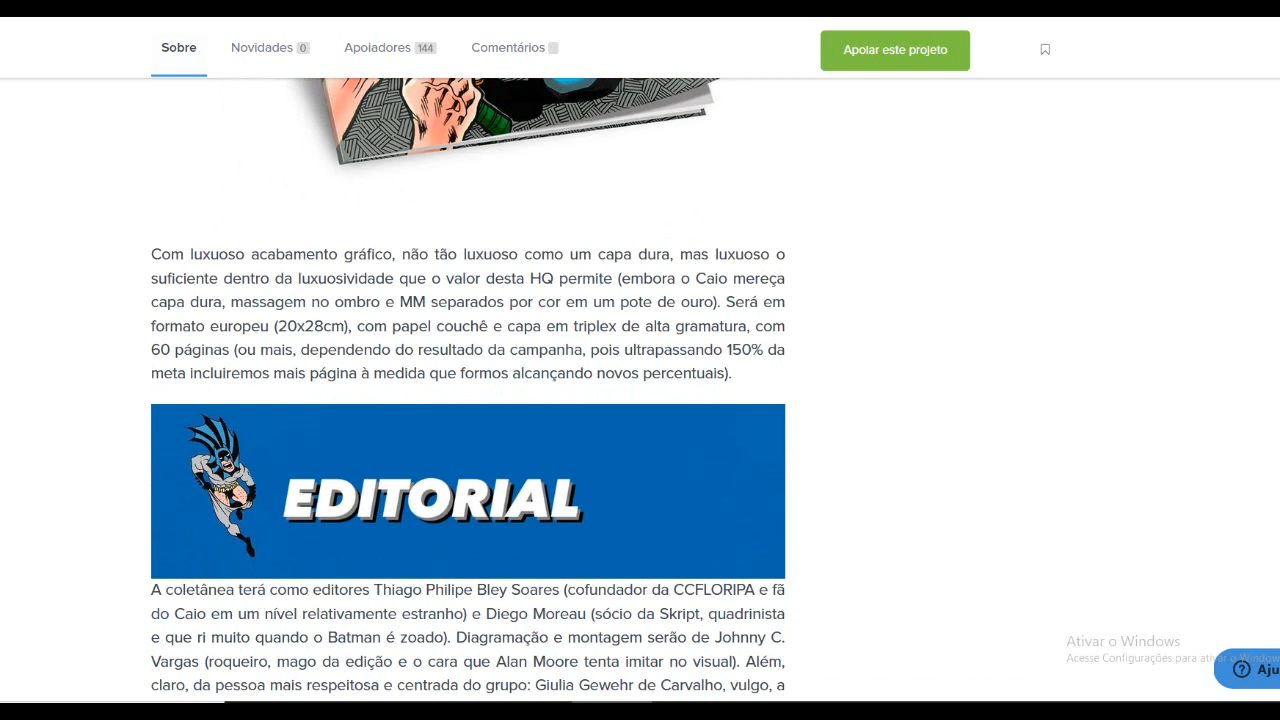 Sobre Novidades 0 Apoiadores 144 Comentários Apoiar este projeto
Com luxuoso acabamento gráfico, não tão luxuoso como um capa dura, mas luxuoso o
suficiente dentro da luxuosividade que o valor desta HQ permite (embora o Caio mereça
capa dura, massagem no ombro e MM separados por cor em um pote de ouro). Será em
formato europeu (20x28cm), com papel couchê e capa em triplex de alta gramatura, com
60 páginas (ou mais, dependendo do resultado da campanha, pois ultrapassando 150% da
meta incluiremos mais página à medida que formos alcançando novos percentuais).
EDITORIAL
A coletânea terá como editores Thiago Philipe Bley Soares (cofundador da CCFLORIPA e fã
do Caio em um nível relativamente estranho) e Diego Moreau (sócio da Skript, quadrinista
e que ri muito quando o Batman é zoado). Diagramação e montagem serão de Johnny C.
Vargas (roqueiro, mago da edição e o cara que Alan Moore tenta imitar no visual). Além,
claro, da pessoa mais respeitosa e centrada do grupo: Giulia Gewehr de Carvalho, vulgo, a
Ativar o Windows
Acesse Configurações para ativar o Windows
Aju